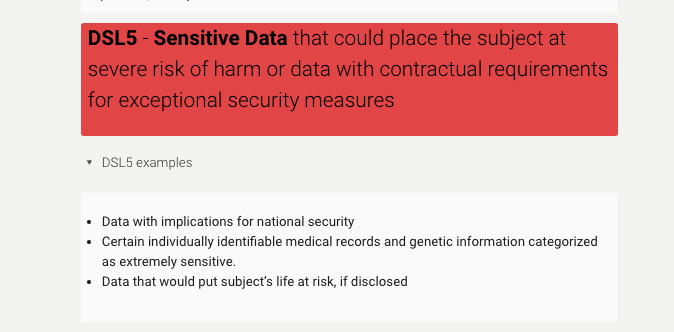 DSL5 - Sensitive Data that could place the subject at
severe risk of harm or data with contractual requirements
for exceptional security measures
▾ DSL5 examples
• Data with implications for national security
• Certain individually identifiable medical records and genetic information categorized
as extremely sensitive.
• Data that would put subject's life at risk, if disclosed